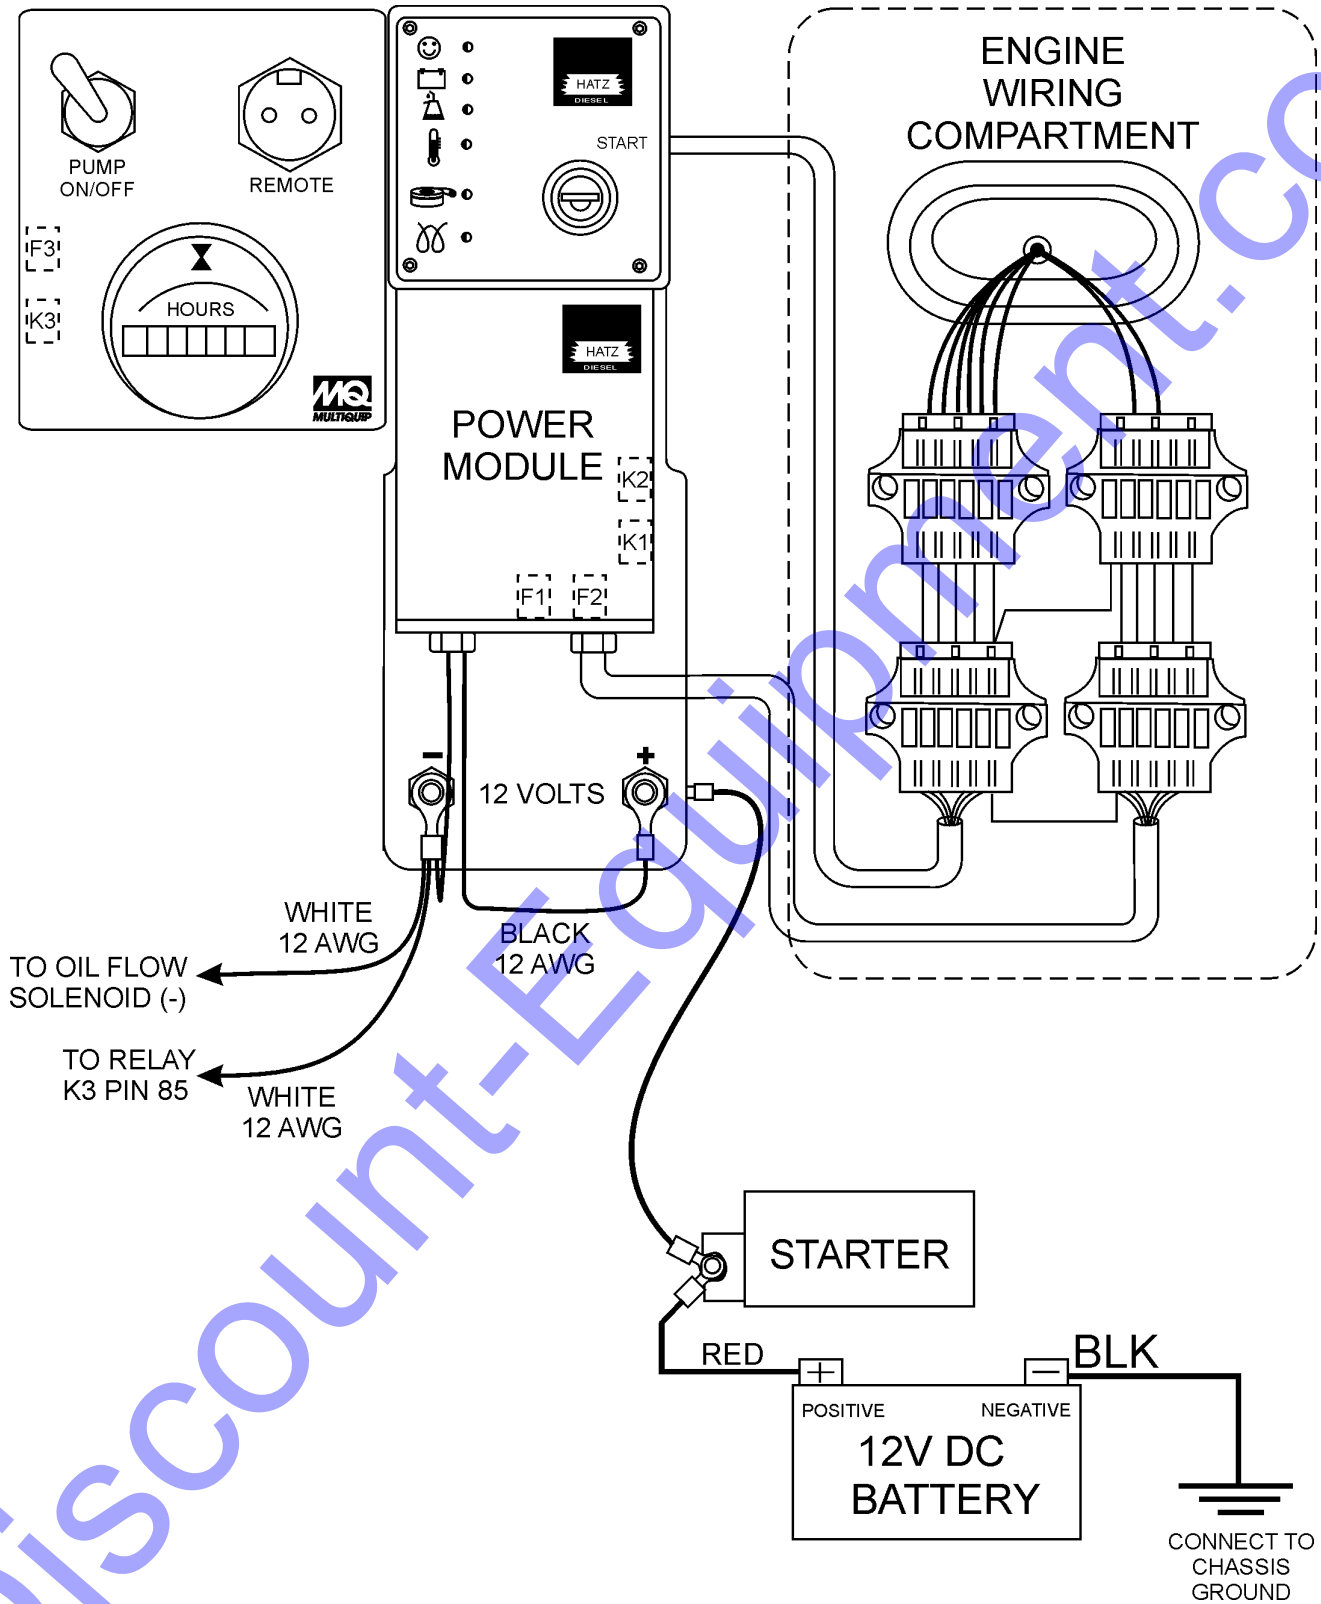 PUMP
ON/OFF
REMOTE
F3
K3
HOURS
MQ
MULTIQUIP
HATZ
DIESEL
START
HATZ
DIESEL
POWER
MODULE
K2
K1
F1
F2
12 VOLTS
ENGINE
WIRING
COMPARTMENT
WHITE
12 AWG
BLACK
12 AWG
TO OIL FLOW
SOLENOID (-)
TO RELAY
K3 PIN 85
WHITE
12 AWG
STARTER
RED
BLK
POSITIVE
NEGATIVE
12V DC
BATTERY
CONNECT TO
CHASSIS
GROUND
Discount-Equipment.co